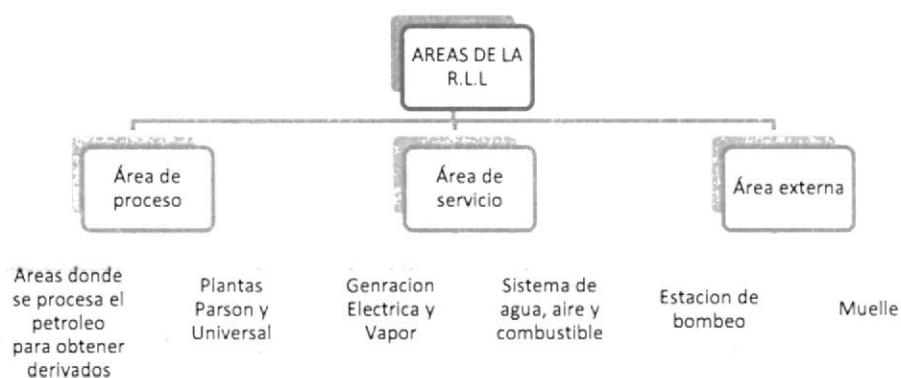 AREAS DE LA
R.L.L
Área de
proceso
Área de
servicio
Área externa
Areas donde
se procesa el
petroleo
para obtener
derivados
Plantas
Parson y
Universal
Genracion
Electrica y
Vapor
Sistema de
agua, aire y
combustible
Estacion de
bombeo
Muelle